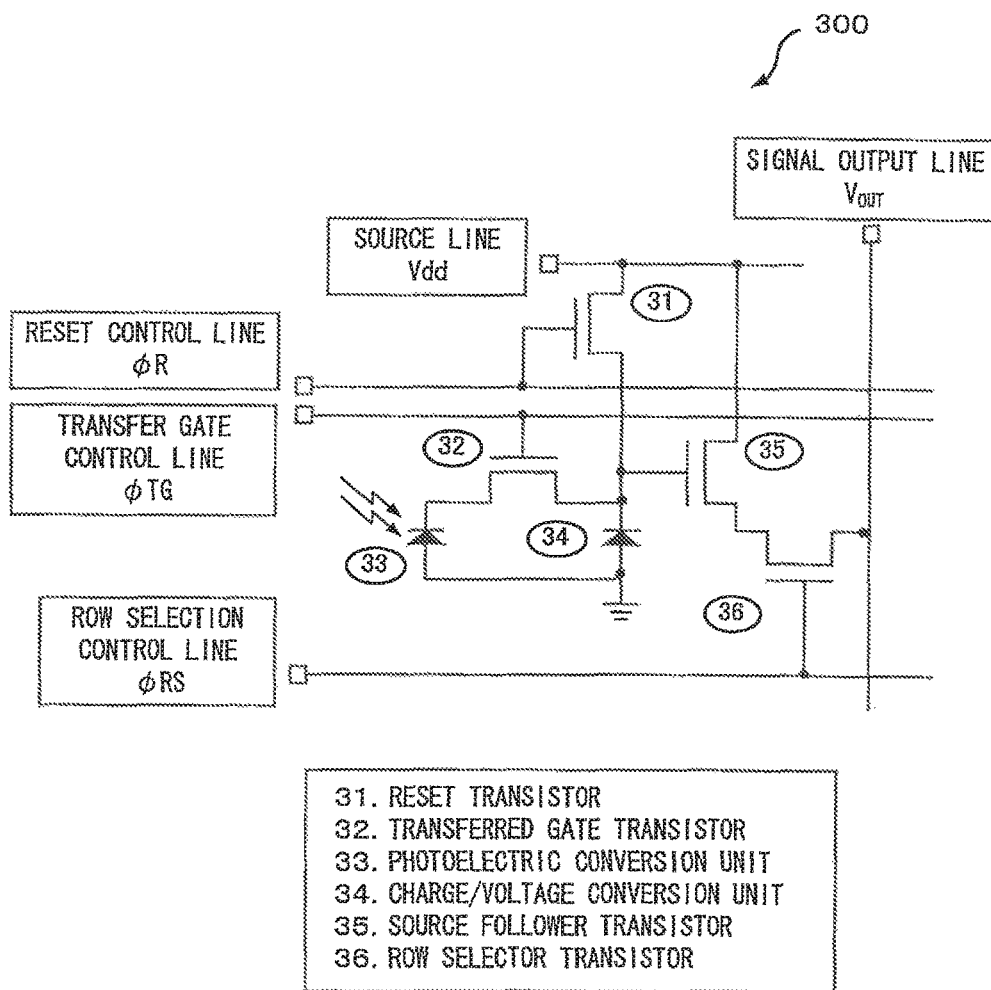 300
SIGNAL OUTPUT LINE
VOUT
SOURCE LINE
Vdd
31
RESET CONTROL LINE
φR
TRANSFER GATE
CONTROL LINE
φTG
32
35
33
34
ROW SELECTION
CONTROL LINE
φRS
36
31. RESET TRANSISTOR
32. TRANSFERRED GATE TRANSISTOR
33. PHOTOELECTRIC CONVERSION UNIT
34. CHARGE/VOLTAGE CONVERSION UNIT
35. SOURCE FOLLOWER TRANSISTOR
36. ROW SELECTOR TRANSISTOR